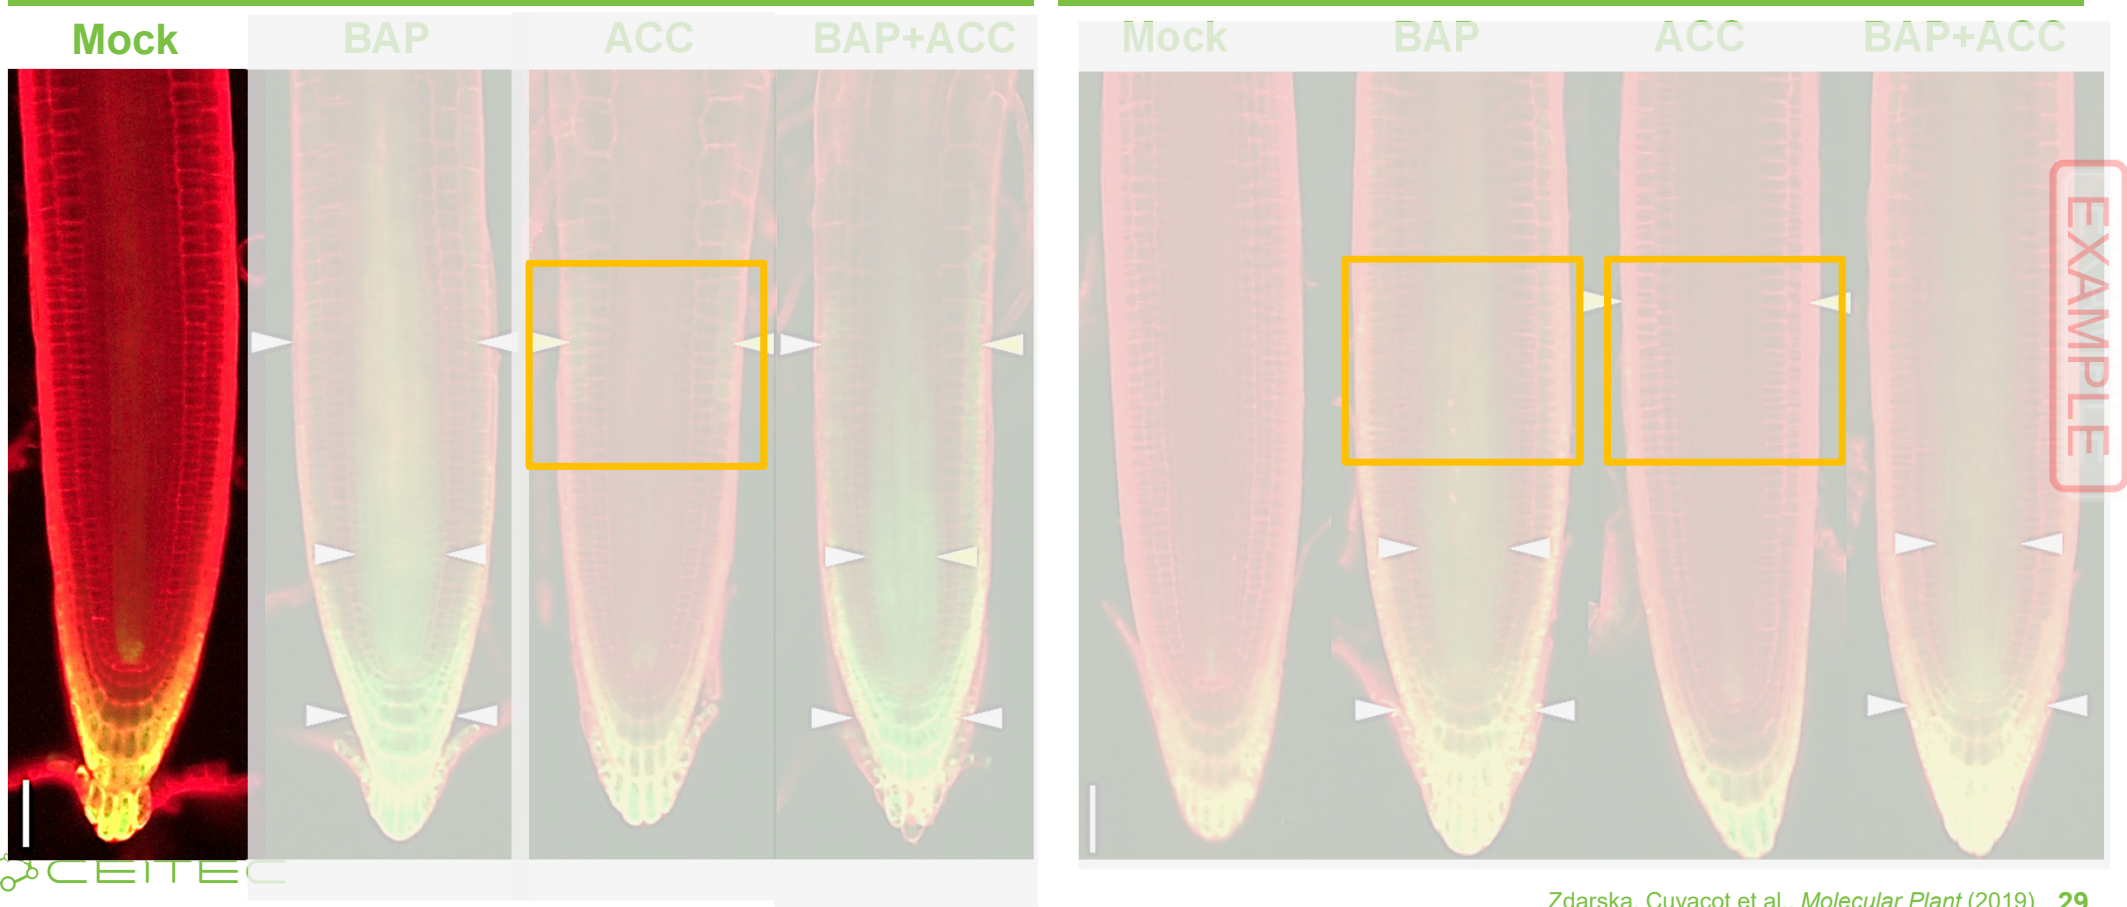 Mock BAP ACC BAP+ACC
Mock BAP ACC BAP+ACC
EXAMPLE
CEITEC
Zdarska, Cuyacot et al., Molecular Plant (2019) 29